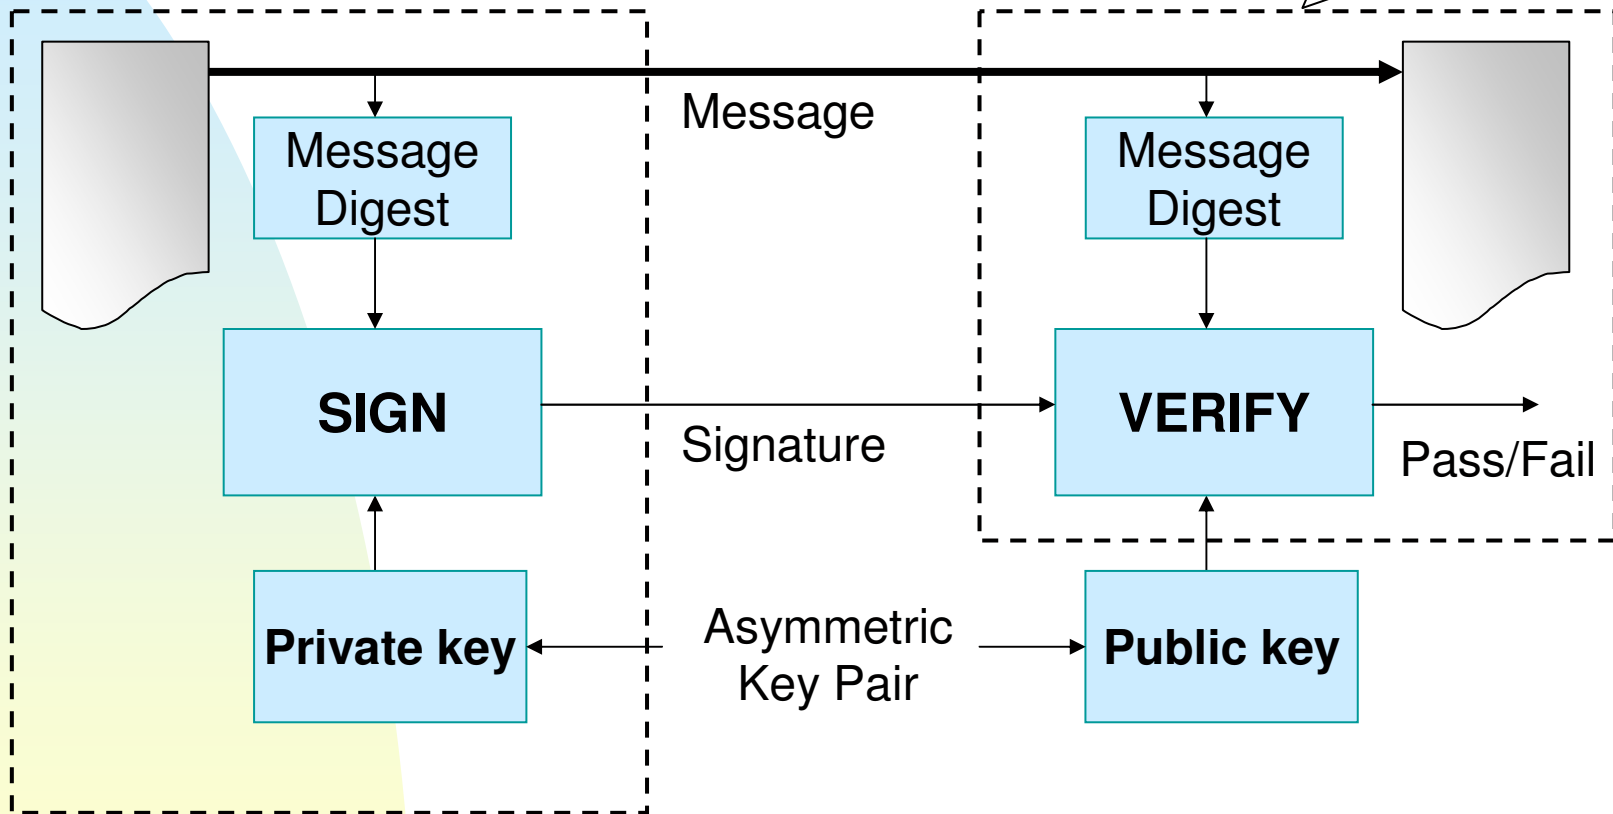 Message
Message
Digest
Message
Digest
SIGN
Signature
VERIFY
Pass/Fail
Private key
Asymmetric
Key Pair
Public key